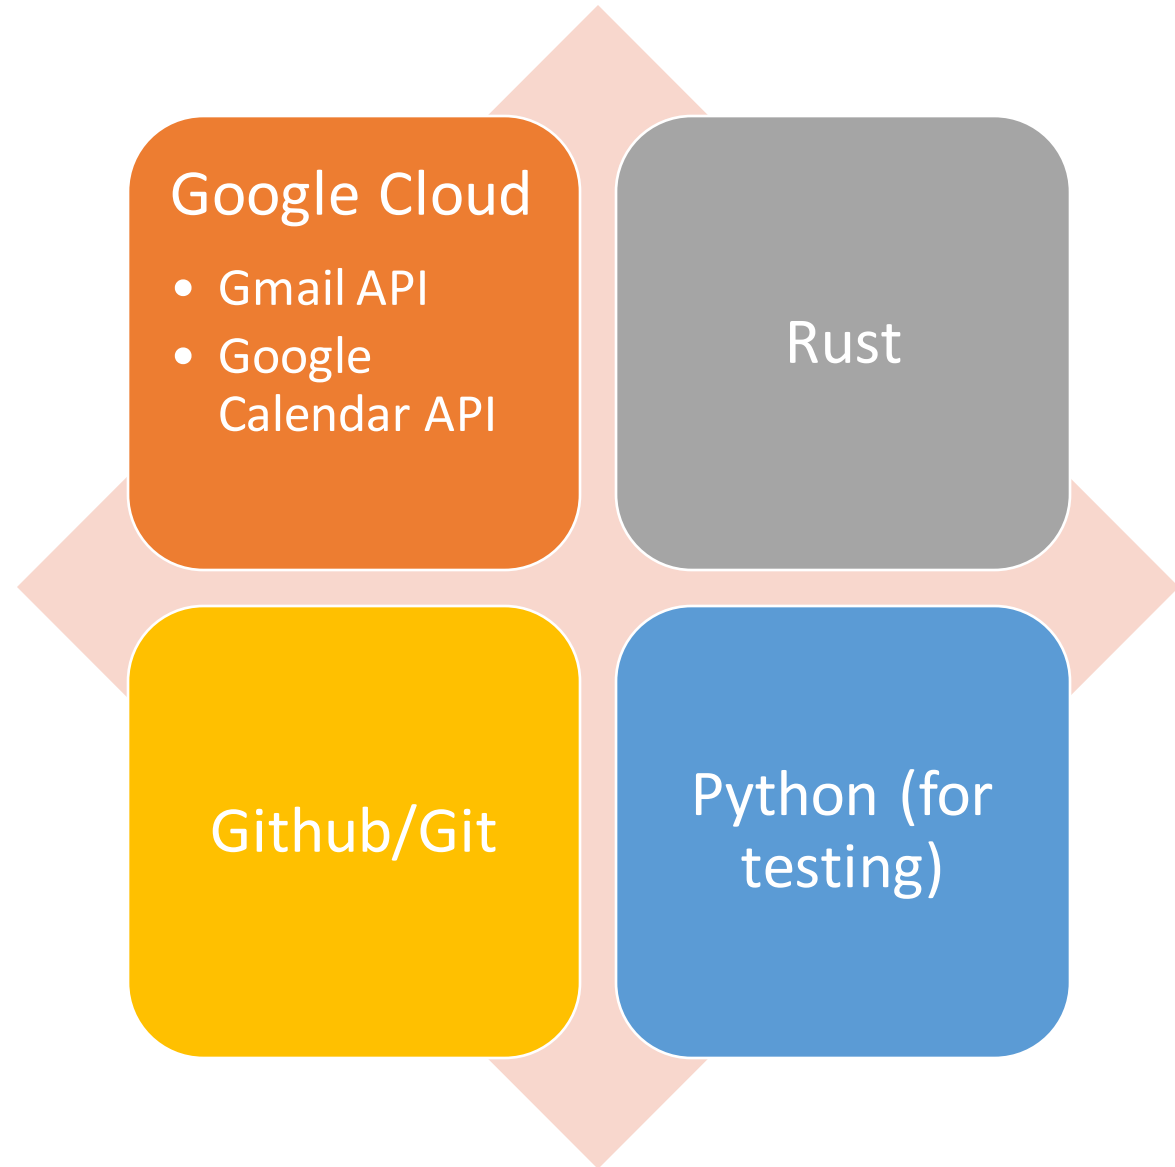 Google Cloud
• Gmail API
• Google
Calendar API
Rust
Github/Git
Python (for
testing)